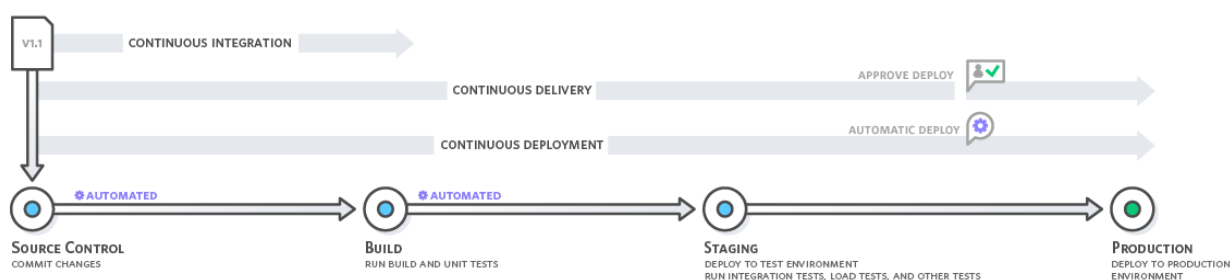 V1.1
CONTINUOUS INTEGRATION
APPROVE DEPLOY
CONTINUOUS DELIVERY
AUTOMATIC DEPLOY
CONTINUOUS DEPLOYMENT
AUTOMATED
AUTOMATED
SOURCE CONTROL
COMMIT CHANGES
BUILD
RUN BUILD AND UNIT TESTS
STAGING
DEPLOY TO TEST ENVIRONMENT
RUN INTEGRATION TESTS, LOAD TESTS, AND OTHER TESTS
PRODUCTION
DEPLOY TO PRODUCTION
ENVIRONMENT